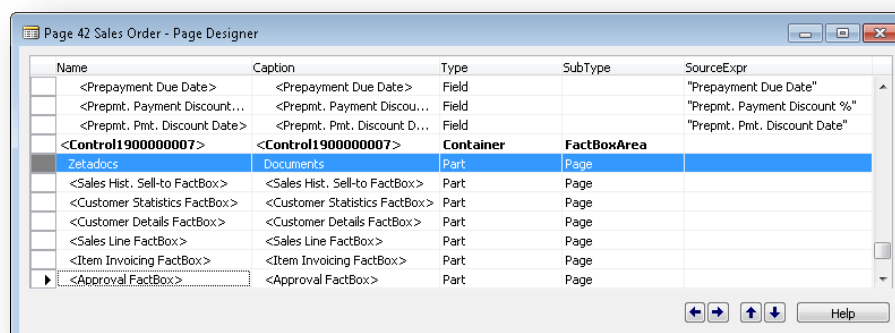 Page 42 Sales Order - Page Designer
Name Caption Type SubType SourceExpr
<Prepayment Due Date> <Prepayment Due Date> Field "Prepayment Due Date"
<Prepmt. Payment Discount... <Prepmt. Payment Discou... Field "Prepmt. Payment Discount %"
<Prepmt. Pmt. Discount Date> <Prepmt. Pmt. Discount D... Field "Prepmt. Pmt. Discount Date"
<Control1900000007> <Control1900000007> Container FactBoxArea
Zetadocs Documents Part Page
<Sales Hist. Sell-to FactBox> <Sales Hist. Sell-to FactBox> Part Page
<Customer Statistics FactBox> <Customer Statistics FactBox> Part Page
<Customer Details FactBox> <Customer Details FactBox> Part Page
<Sales Line FactBox> <Sales Line FactBox> Part Page
<Item Invoicing FactBox> <Item Invoicing FactBox> Part Page
<Approval FactBox> <Approval FactBox> Part Page
Help